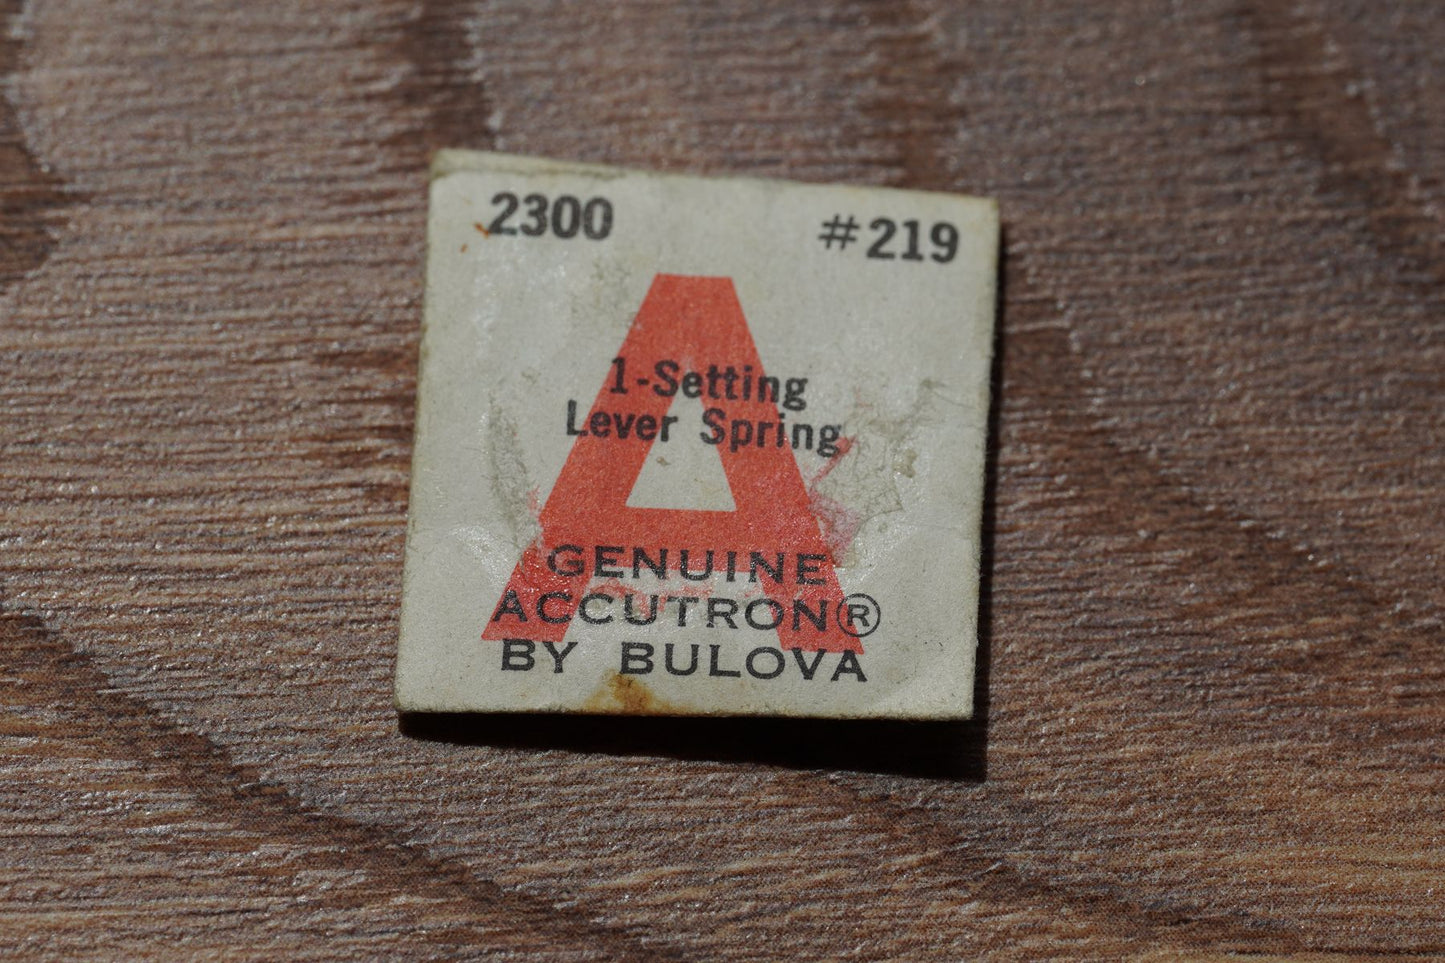 2300 #219
1-Setting
Lever Spring
GENUINE
ACCUTRON®
BY BULOVA